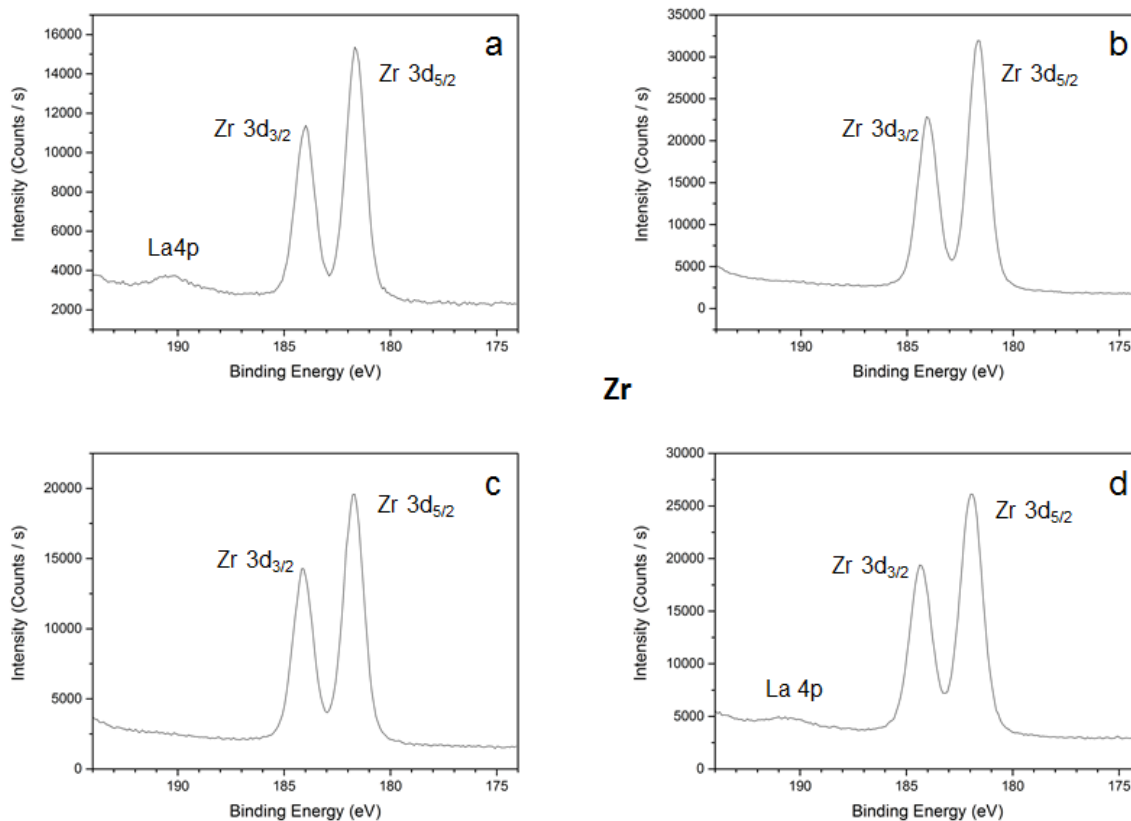 a
16000
14000
12000
10000
8000
6000
4000
2000
Intensity (Counts / s)
Zr 3d5/2
Zr 3d3/2
La4p
190
185
180
175
Binding Energy (eV)
b
35000
30000
25000
20000
15000
10000
5000
0
Intensity (Counts / s)
Zr 3d5/2
Zr 3d3/2
190
185
180
175
Binding Energy (eV)
Zr
c
20000
15000
10000
5000
0
Intensity (Counts / s)
Zr 3d5/2
Zr 3d3/2
190
185
180
175
Binding Energy (eV)
d
30000
25000
20000
15000
10000
5000
0
Intensity (Counts / s)
Zr 3d5/2
Zr 3d3/2
La 4p
190
185
180
175
Binding Energy (eV)